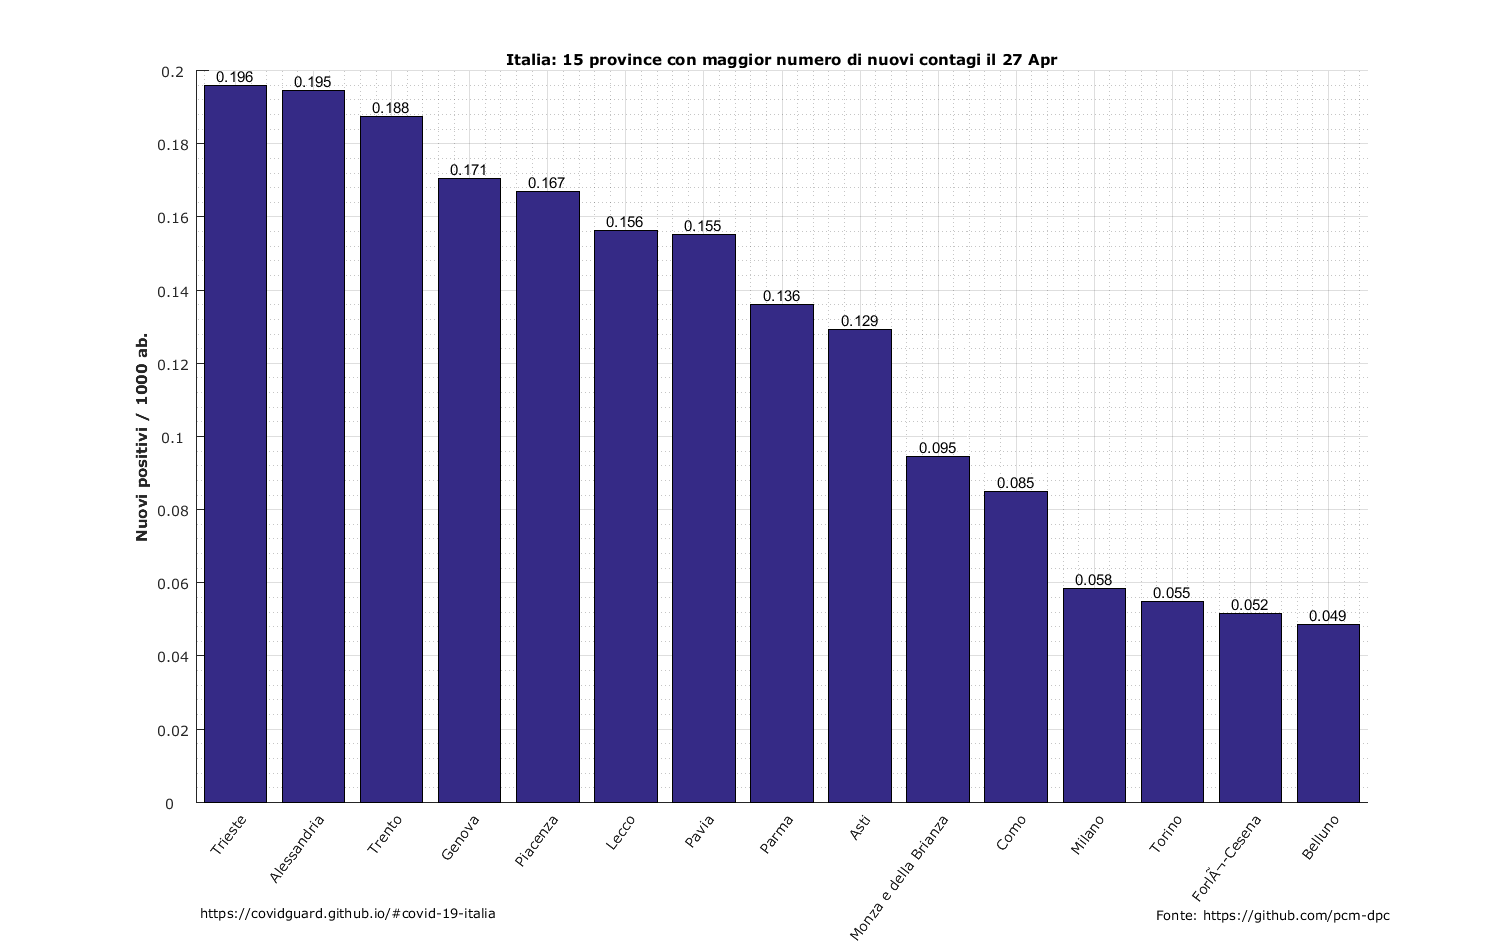 Italia: 15 province con maggior numero di nuovi contagi il 27 Apr
Nuovi positivi / 1000 ab.
0.2
0.18
0.16
0.14
0.12
0.1
0.08
0.06
0.04
0.02
0
0.196
0.195
0.188
0.171
0.167
0.156
0.155
0.136
0.129
0.095
0.085
0.058
0.055
0.052
0.049
Trieste
Alessandria
Trento
Genova
Piacenza
Lecco
Pavia
Parma
Asti
Monza e della Brianza
Como
Milano
Torino
ForlÃ¬-Cesena
Belluno
https://covidguard.github.io/#covid-19-italia
Fonte: https://github.com/pcm-dpc